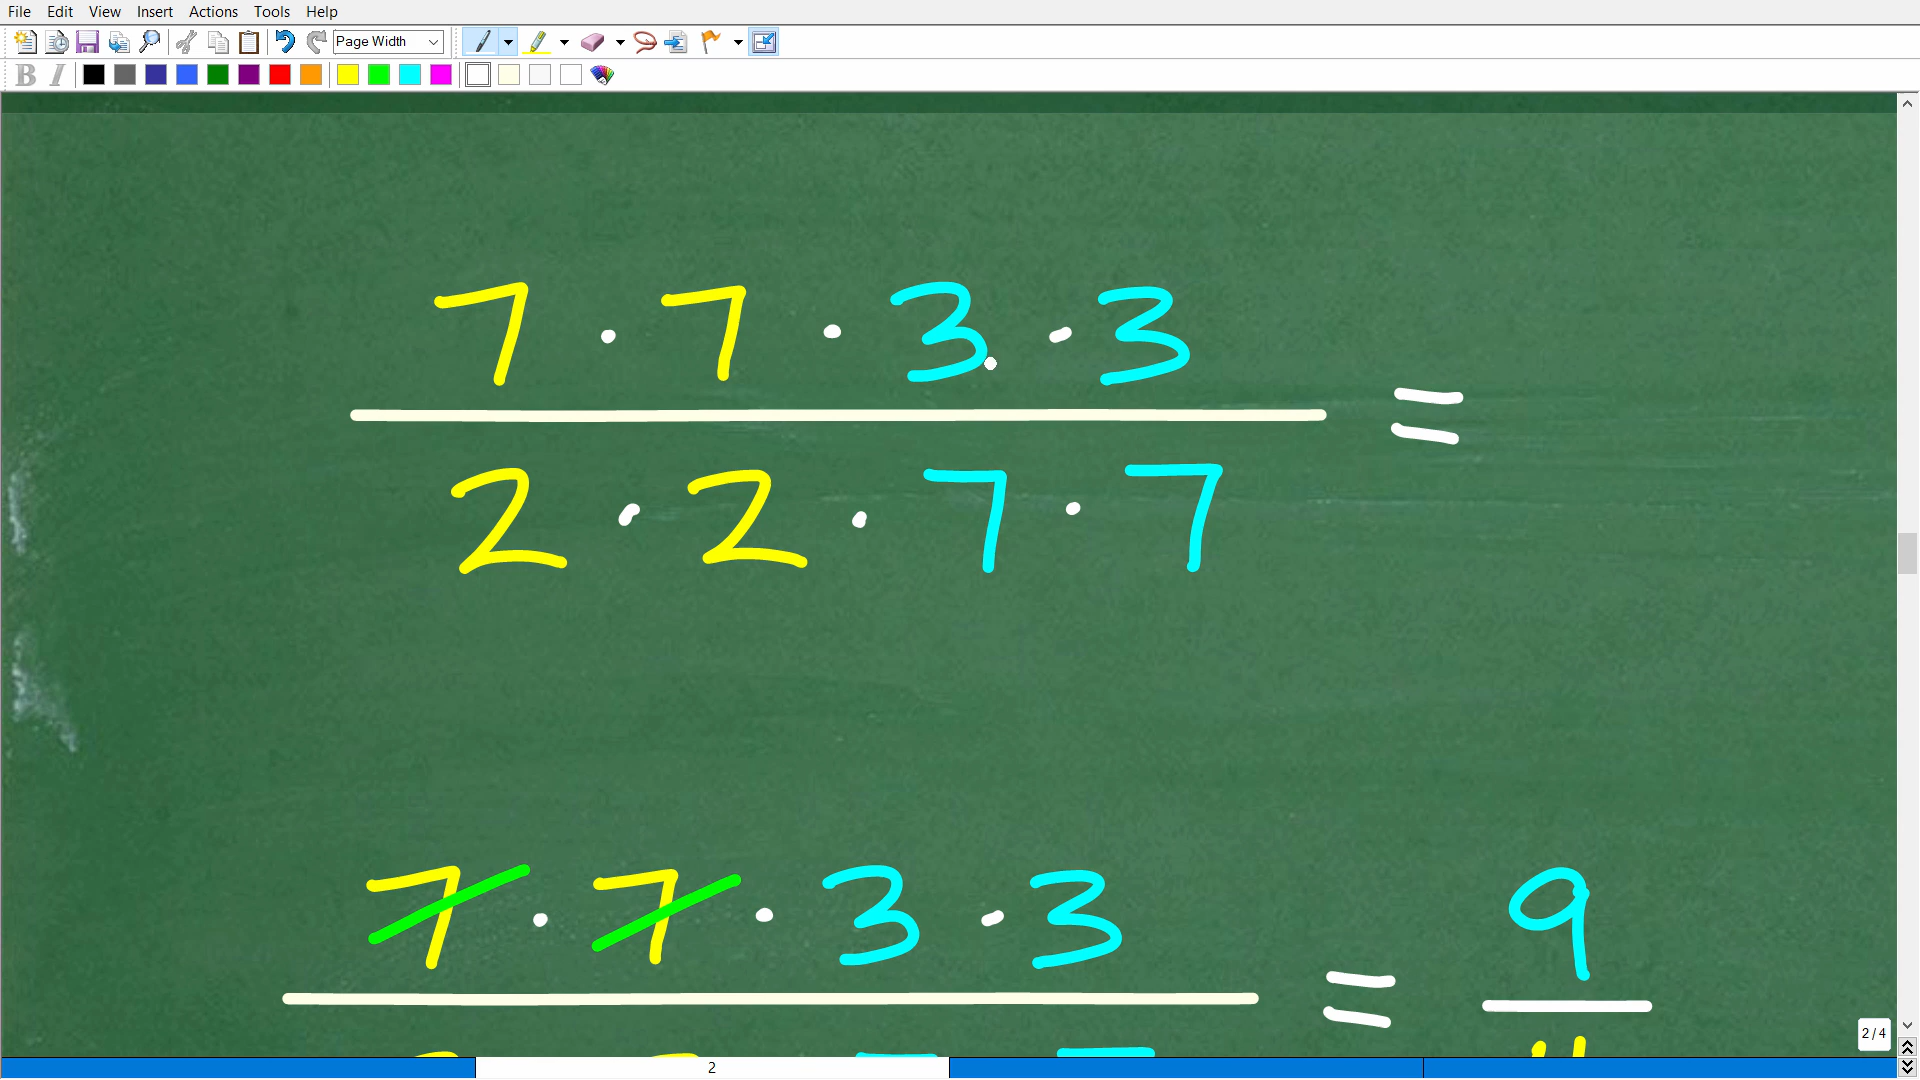 File Edit View Insert Actions Tools Help
Page Width
B I
7 · 7 · 3 · 3
=
2 · 2 · 7 · 7
7 · 7 · 3 · 3
9
=
2 / 4
2